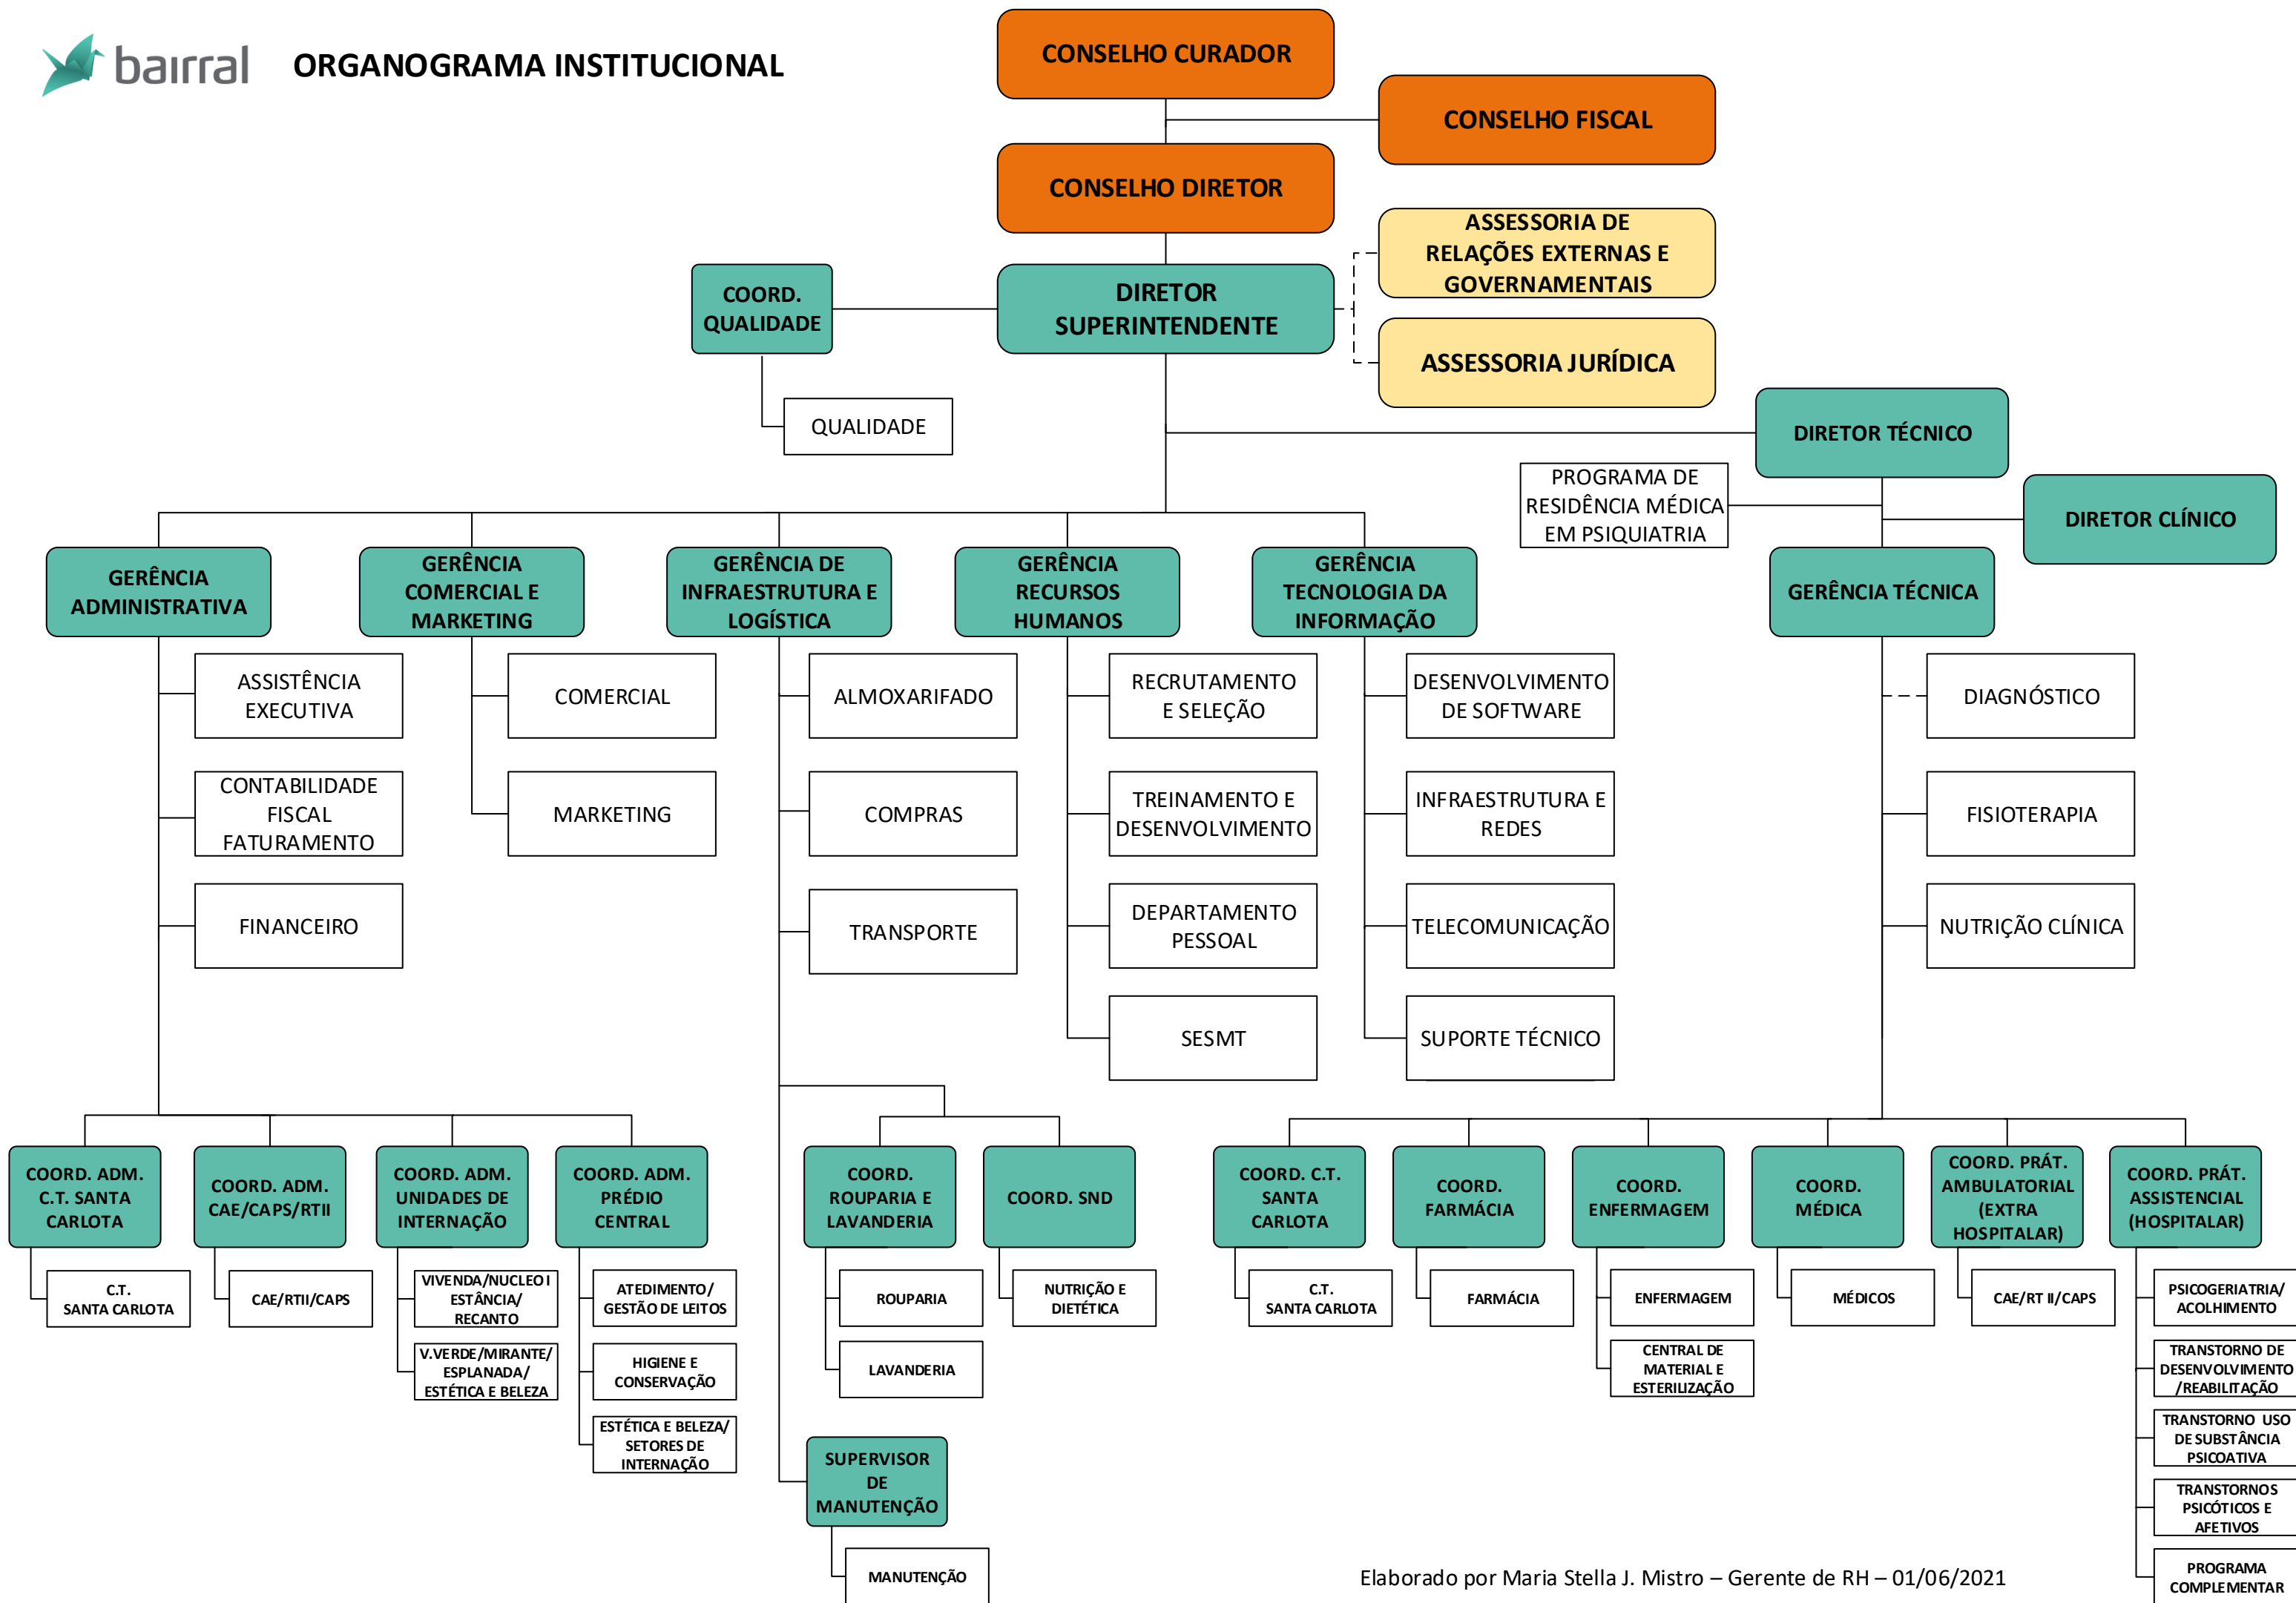 bairral
ORGANOGRAMA INSTITUCIONAL
CONSELHO CURADOR
CONSELHO FISCAL
CONSELHO DIRETOR
ASSESSORIA DE
RELAÇÕES EXTERNAS E
GOVERNAMENTAIS
COORD.
QUALIDADE
DIRETOR
SUPERINTENDENTE
ASSESSORIA JURÍDICA
QUALIDADE
DIRETOR TÉCNICO
PROGRAMA DE
RESIDÊNCIA MÉDICA
EM PSIQUIATRIA
DIRETOR CLÍNICO
GERÊNCIA
ADMINISTRATIVA
GERÊNCIA
COMERCIAL E
MARKETING
GERÊNCIA DE
INFRAESTRUTURA E
LOGÍSTICA
GERÊNCIA
RECURSOS
HUMANOS
GERÊNCIA
TECNOLOGIA DA
INFORMAÇÃO
GERÊNCIA TÉCNICA
ASSISTÊNCIA
EXECUTIVA
COMERCIAL
ALMOXARIFADO
RECRUTAMENTO
E SELEÇÃO
DESENVOLVIMENTO
DE SOFTWARE
DIAGNÓSTICO
CONTABILIDADE
FISCAL
FATURAMENTO
MARKETING
COMPRAS
TREINAMENTO E
DESENVOLVIMENTO
INFRAESTRUTURA E
REDES
FISIOTERAPIA
FINANCEIRO
TRANSPORTE
DEPARTAMENTO
PESSOAL
TELECOMUNICAÇÃO
NUTRIÇÃO CLÍNICA
SESMT
SUPORTE TÉCNICO
COORD. ADM.
C.T. SANTA
CARLOTA
COORD. ADM.
CAE/CAPS/RTII
COORD. ADM.
UNIDADES DE
INTERNAÇÃO
COORD. ADM.
PRÉDIO
CENTRAL
COORD.
ROUPARIA E
LAVANDERIA
COORD. SND
COORD. C.T.
SANTA
CARLOTA
COORD.
FARMÁCIA
COORD.
ENFERMAGEM
COORD.
MÉDICA
COORD. PRÁT.
AMBULATORIAL
(EXTRA
HOSPITALAR)
COORD. PRÁT.
ASSISTENCIAL
(HOSPITALAR)
C.T.
SANTA CARLOTA
CAE/RTII/CAPS
VIVENDA/NUCLEO I
ESTÂNCIA/
RECANTO
ATEDIMENTO/
GESTÃO DE LEITOS
ROUPARIA
NUTRIÇÃO E
DIETÉTICA
C.T.
SANTA CARLOTA
FARMÁCIA
ENFERMAGEM
MÉDICOS
CAE/RT II/CAPS
PSICOGERIATRIA/
ACOLHIMENTO
V.VERDE/MIRANTE/
ESPLANADA/
ESTÉTICA E BELEZA
HIGIENE E
CONSERVAÇÃO
LAVANDERIA
CENTRAL DE
MATERIAL E
ESTERILIZAÇÃO
TRANSTORNO DE
DESENVOLVIMENTO
/REABILITAÇÃO
ESTÉTICA E BELEZA/
SETORES DE
INTERNAÇÃO
TRANSTORNO USO
DE SUBSTÂNCIA
PSICOATIVA
SUPERVISOR
DE
MANUTENÇÃO
TRANSTORNOS
PSICÓTICOS E
AFETIVOS
MANUTENÇÃO
PROGRAMA
COMPLEMENTAR
Elaborado por Maria Stella J. Mistro – Gerente de RH – 01/06/2021